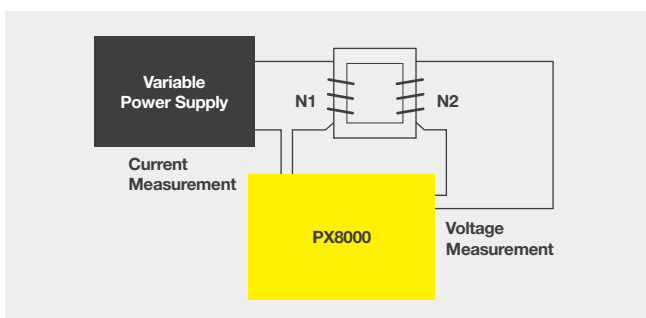 Variable
Power Supply
N1
N2
Current
Measurement
PX8000
Voltage
Measurement